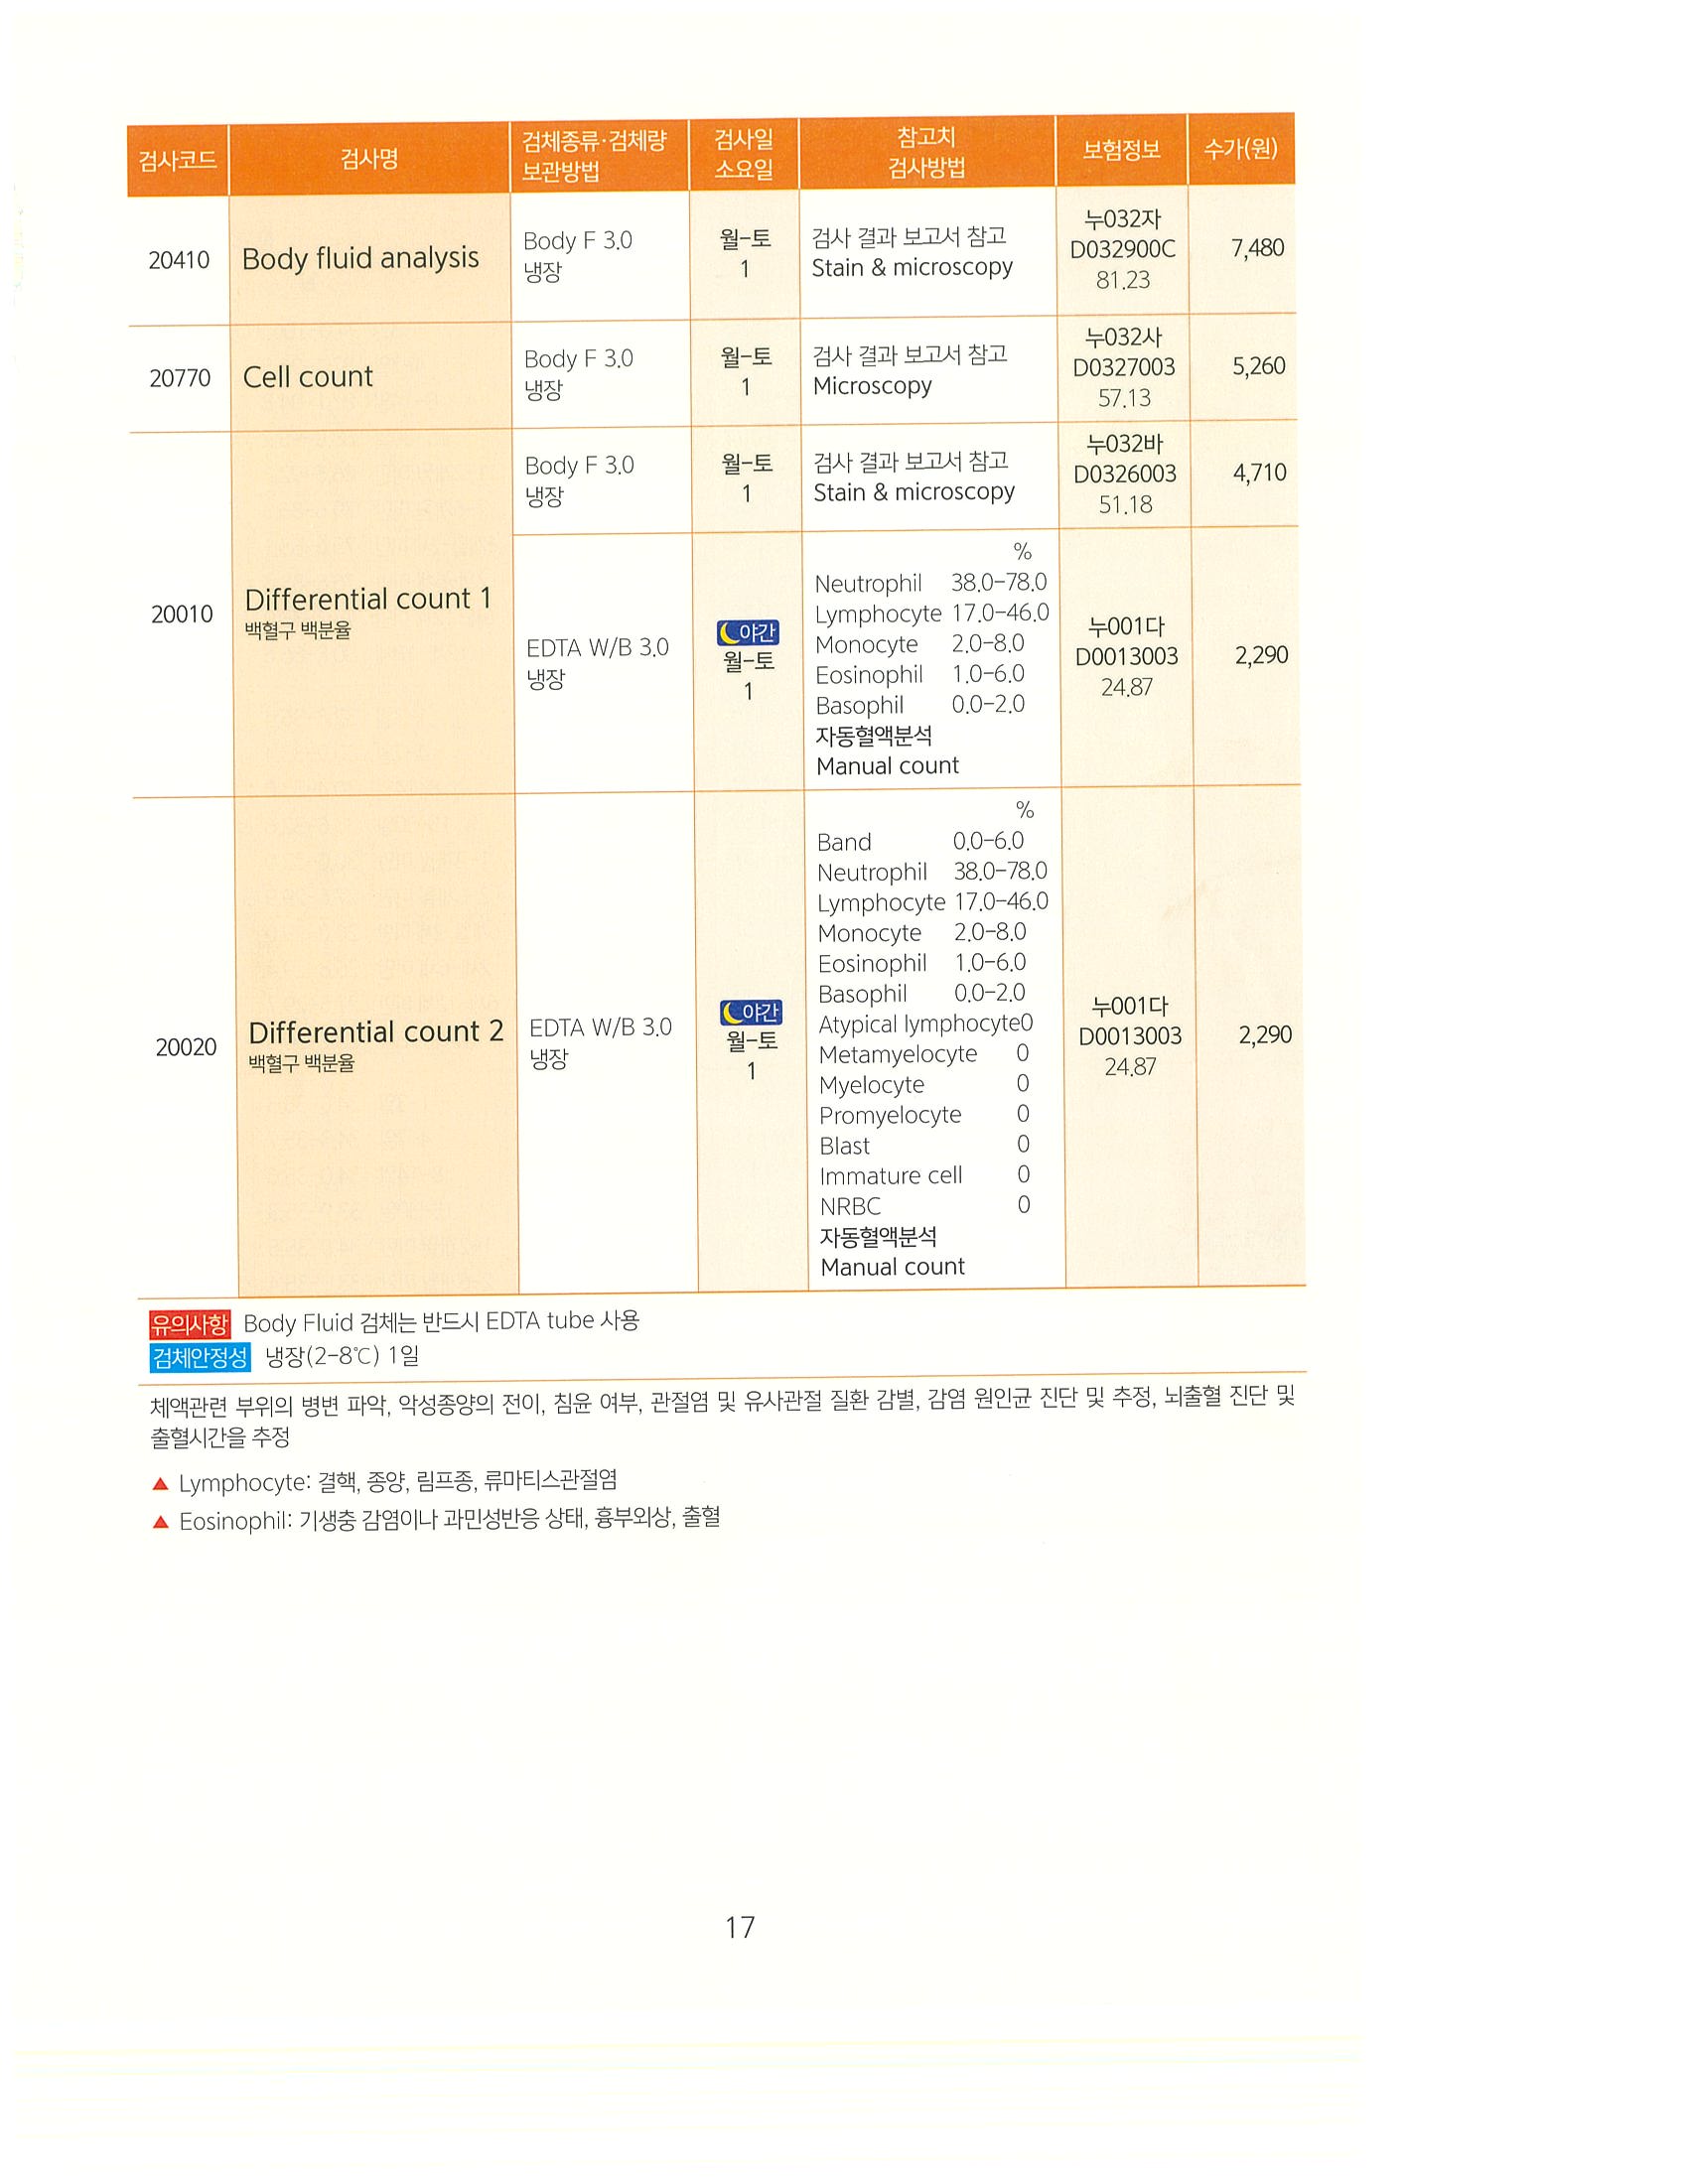 검사코드 검사명 검체종류·검체량 보관방법 검사일 소요일 참고치 검사방법 보험정보 수가(원)
20410 Body fluid analysis
Body F 3.0
냉장
월-토
1
검사 결과 보고서 참고
Stain & microscopy
누032자
D032900C
81.23
7,480
20770 Cell count
Body F 3.0
냉장
월-토
1
검사 결과 보고서 참고
Microscopy
누032사
D0327003
57.13
5,260
20010
Differential count 1
백혈구 백분율
Body F 3.0
냉장
월-토
1
검사 결과 보고서 참고
Stain & microscopy
누032바
D0326003
51.18
4,710
EDTA W/B 3.0
냉장
야간
월-토
1
%
Neutrophil 38.0-78.0
Lymphocyte 17.0-46.0
Monocyte 2.0-8.0
Eosinophil 1.0-6.0
Basophil 0.0-2.0
자동혈액분석
Manual count
누001다
D0013003
24.87
2,290
20020
Differential count 2
백혈구 백분율
EDTA W/B 3.0
냉장
야간
월-토
1
%
Band 0.0-6.0
Neutrophil 38.0-78.0
Lymphocyte 17.0-46.0
Monocyte 2.0-8.0
Eosinophil 1.0-6.0
Basophil 0.0-2.0
Atypical lymphocyte0
Metamyelocyte 0
Myelocyte 0
Promyelocyte 0
Blast 0
Immature cell 0
NRBC 0
자동혈액분석
Manual count
누001다
D0013003
24.87
2,290
유의사항 Body Fluid 검체는 반드시 EDTA tube 사용
검체안정성 냉장(2-8℃) 1일
체액관련 부위의 병변 파악, 악성종양의 전이, 침윤 여부, 관절염 및 유사관절 질환 감별, 감염 원인균 진단 및 추정, 뇌출혈 진단 및
출혈시간을 추정
▲ Lymphocyte: 결핵, 종양, 림프종, 류마티스관절염
▲ Eosinophil: 기생충 감염이나 과민성반응 상태, 흉부외상, 출혈
17